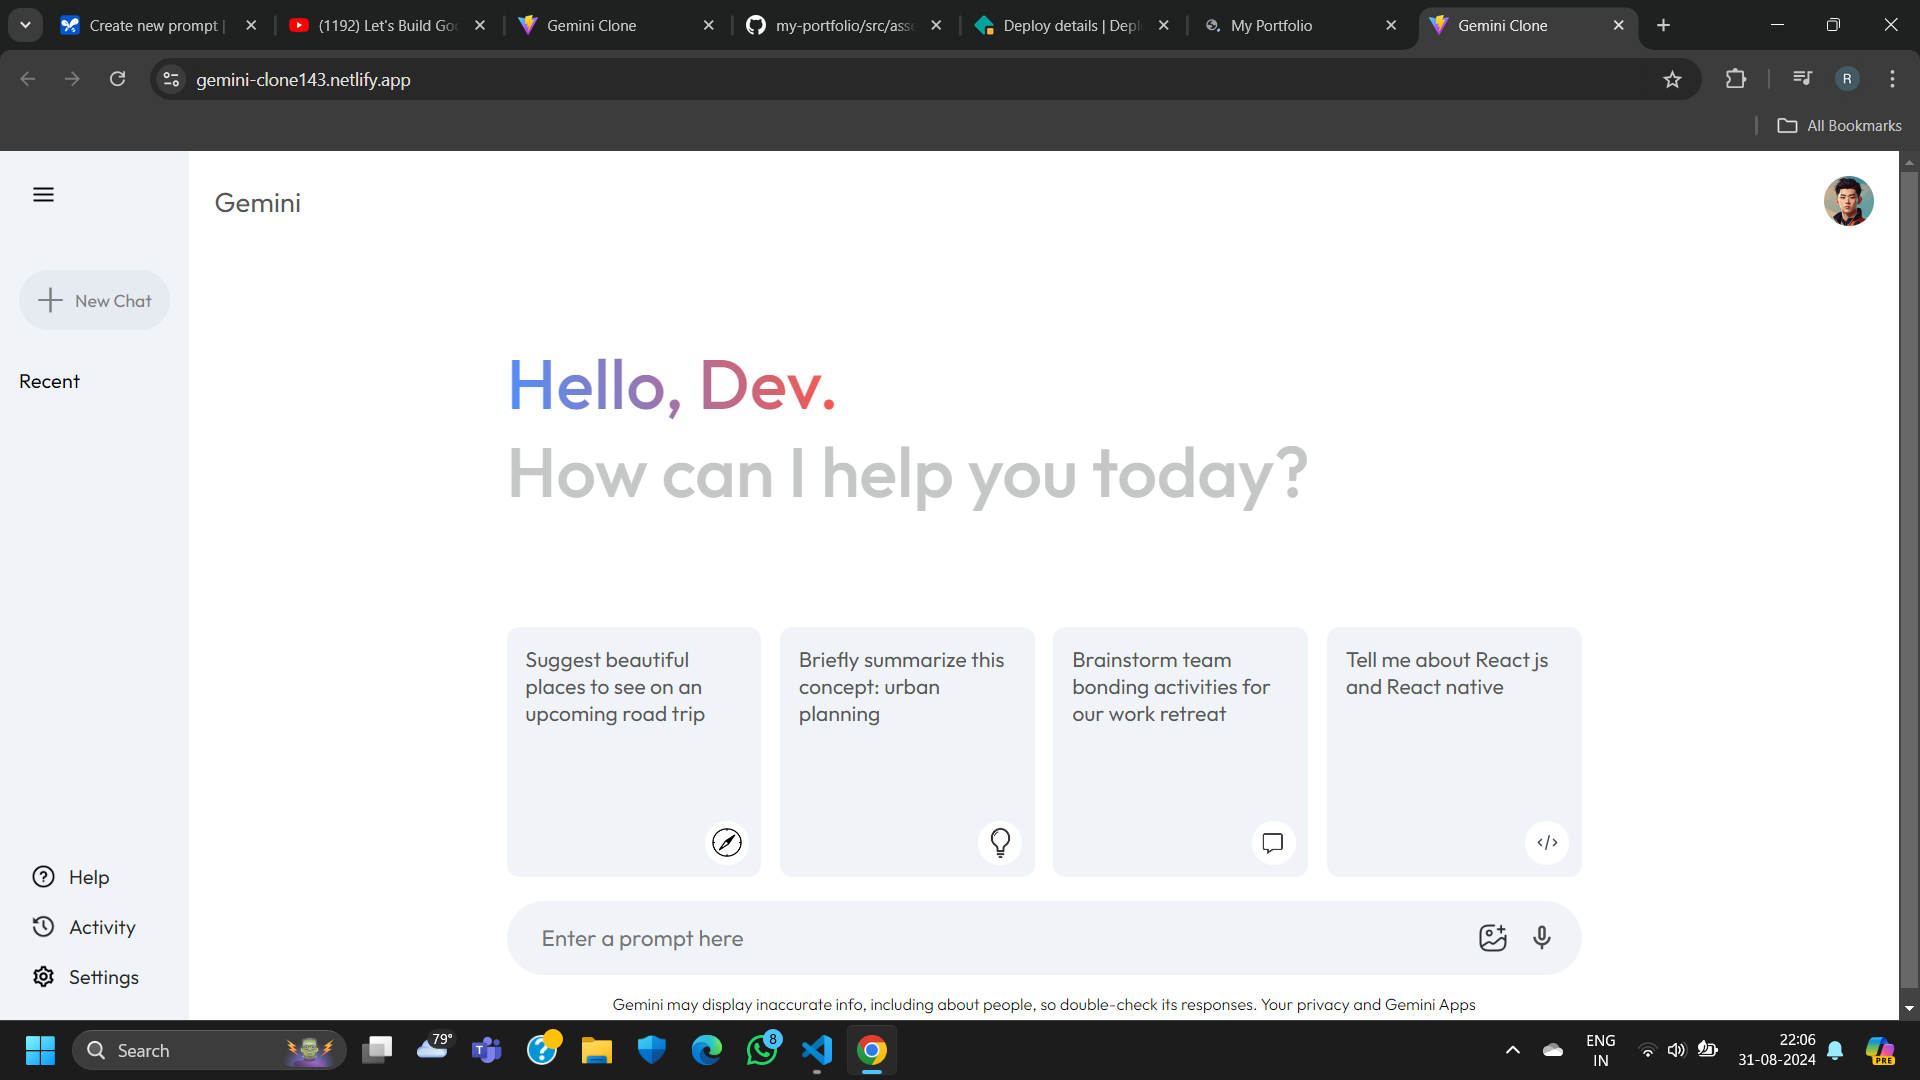 Create new prompt |
(1192) Let's Build Goo
Gemini Clone
my-portfolio/src/asse
Deploy details | Depl
My Portfolio
Gemini Clone
gemini-clone143.netlify.app
R
All Bookmarks
Gemini
New Chat
Recent
Hello, Dev.
How can I help you today?
Suggest beautiful
places to see on an
upcoming road trip
Briefly summarize this
concept: urban
planning
Brainstorm team
bonding activities for
our work retreat
Tell me about React js
and React native
Help
Activity
Settings
Enter a prompt here
Gemini may display inaccurate info, including about people, so double-check its responses. Your privacy and Gemini Apps
Search
79°
8
ENG
IN
22:06
31-08-2024
PRE